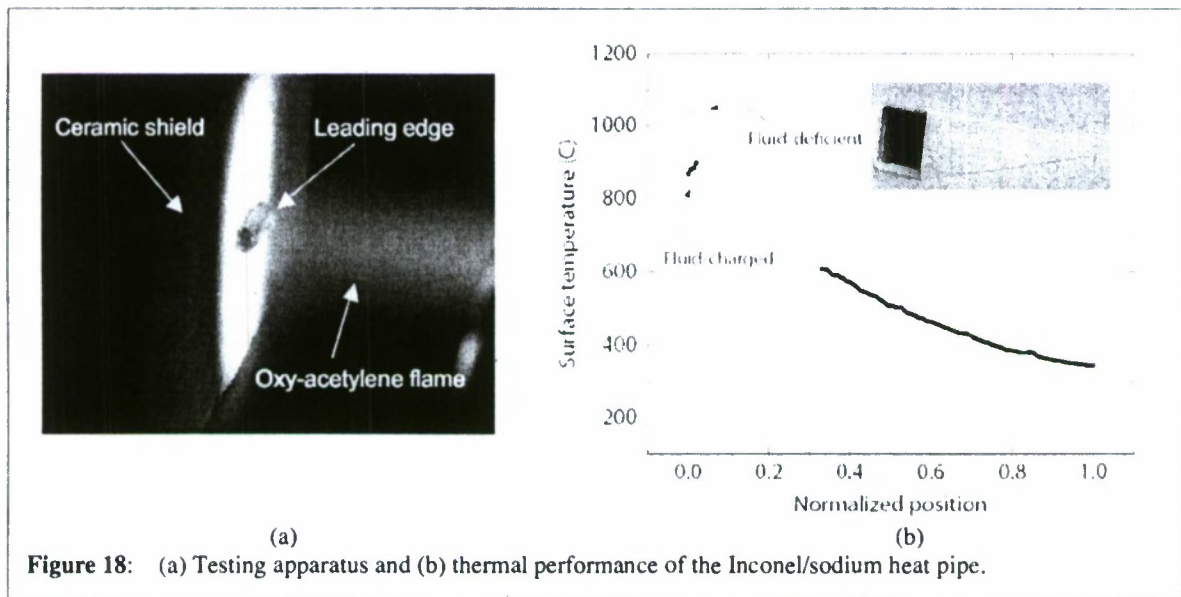 Ceramic shield
Leading edge
Oxy-acetylene flame
(a)
1200
1000
800
600
400
200
Surface temperature (C)
Fluid deficient
Fluid charged
0.0 0.2 0.4 0.6 0.8 1.0
Normalized position
(b)
Figure 18: (a) Testing apparatus and (b) thermal performance of the Inconel/sodium heat pipe.